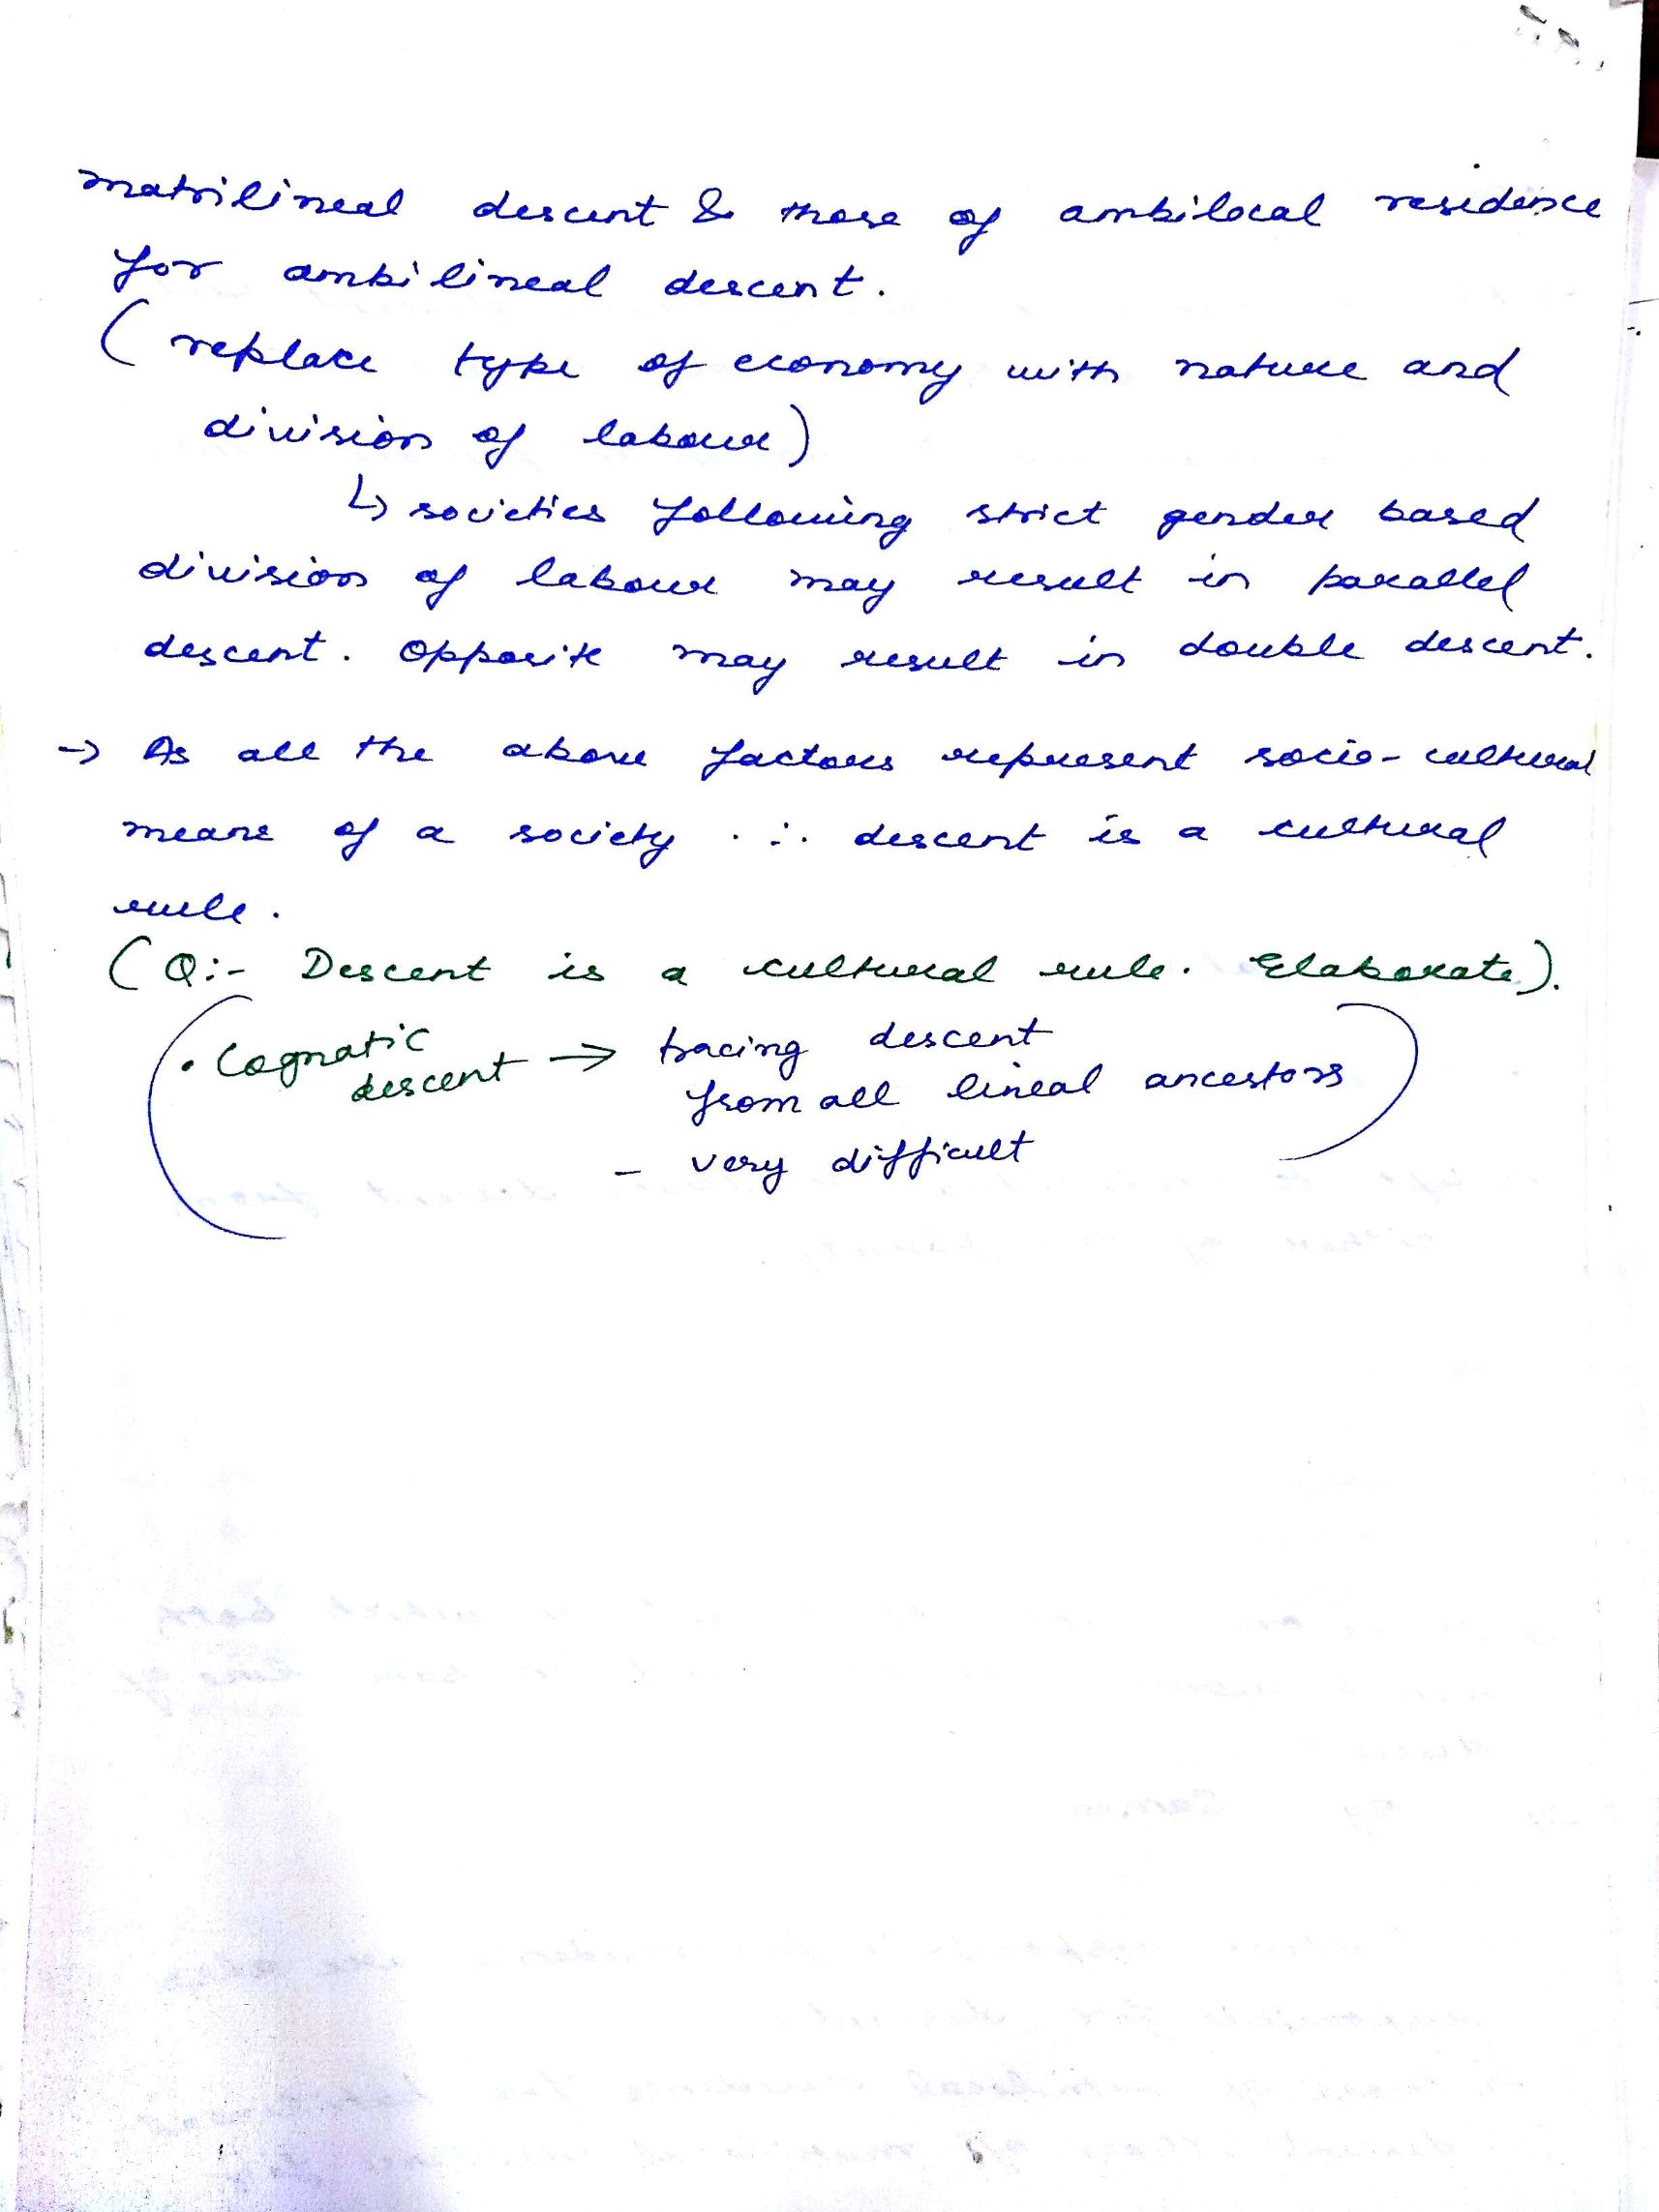 matrilineal descent & those of ambilocal residence
for ambilineal descent.
(replace type of economy with nature and
division of labour)
↳ societies following strict gender based
division of labour may result in parallel
descent. Opposite may result in double descent.
→ As all the above factors represent socio-cultural
means of a society. ∴ descent is a cultural
rule.
(Q:- Descent is a cultural rule. Elaborate).
• Cognatic descent → tracing descent
from all lineal ancestors
- very difficult